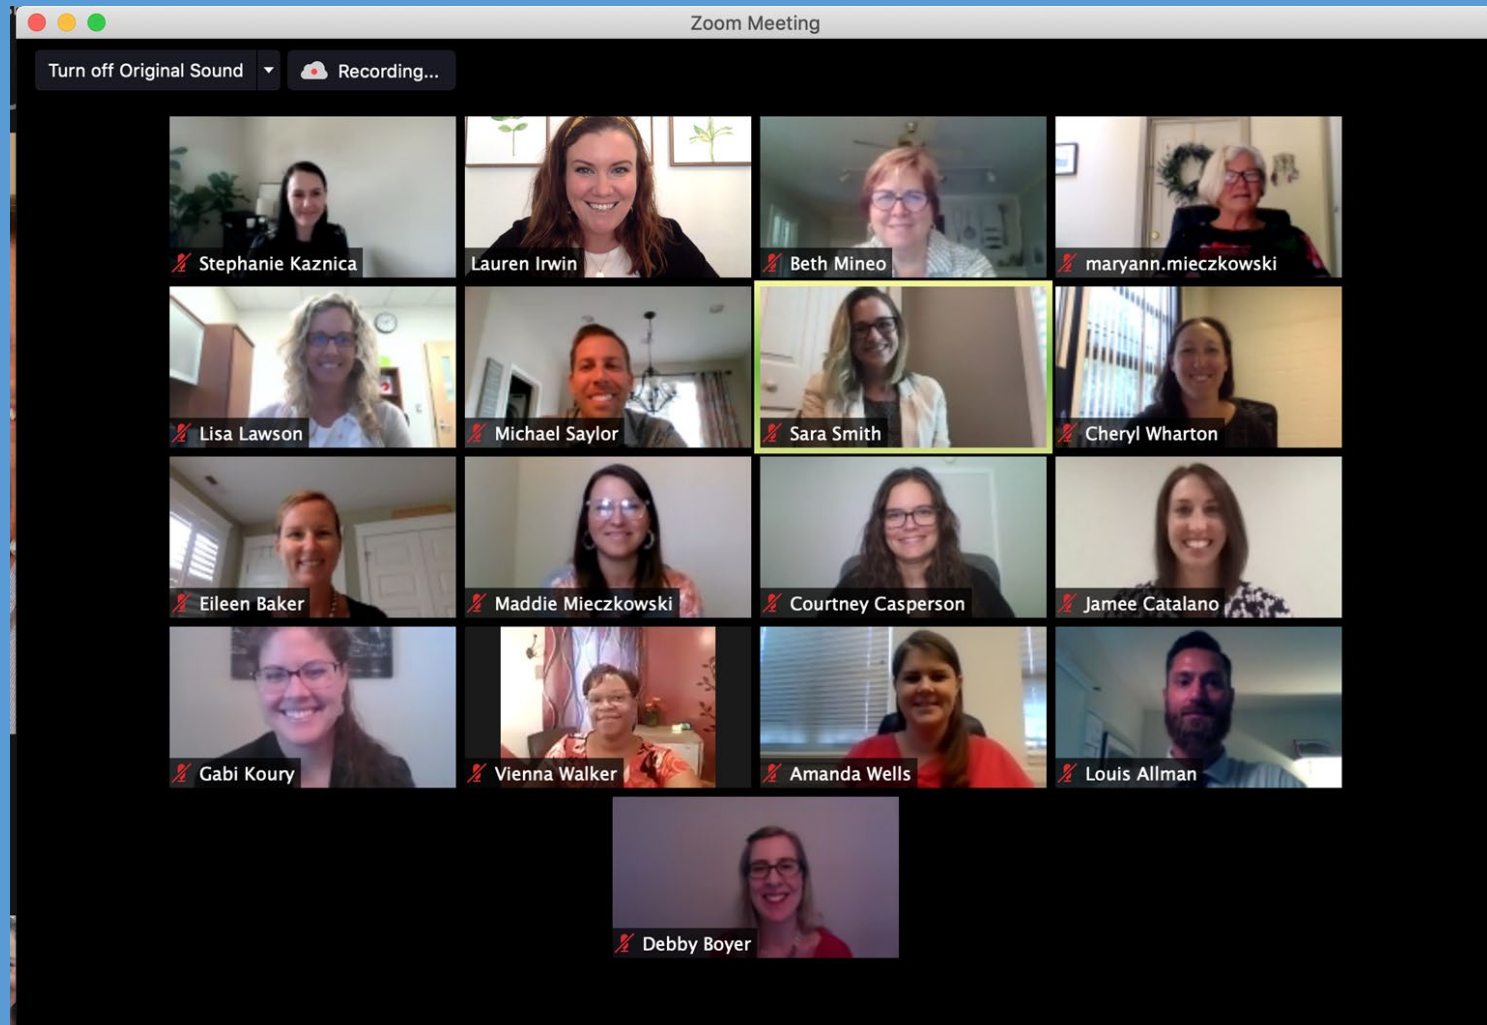 Zoom Meeting
Turn off Original Sound
Recording...
Stephanie Kaznica
Lauren Irwin
Beth Mineo
maryann.mieczkowski
Lisa Lawson
Michael Saylor
Sara Smith
Cheryl Wharton
Eileen Baker
Maddie Mieczkowski
Courtney Casperson
Jamee Catalano
Gabi Koury
Vienna Walker
Amanda Wells
Louis Allman
Debby Boyer